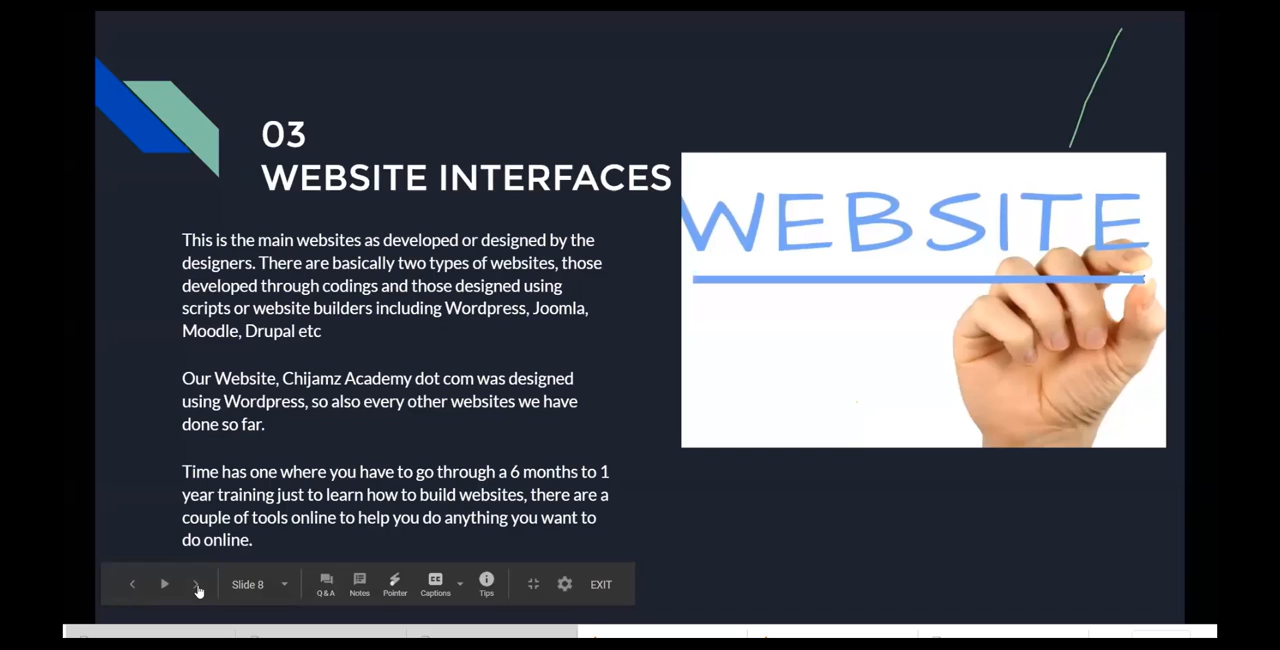 03
WEBSITE INTERFACES
WEBSITE
This is the main websites as developed or designed by the
designers. There are basically two types of websites, those
developed through codings and those designed using
scripts or website builders including Wordpress, Joomla,
Moodle, Drupal etc
Our Website, Chijamz Academy dot com was designed
using Wordpress, so also every other websites we have
done so far.
Time has one where you have to go through a 6 months to 1
year training just to learn how to build websites, there are a
couple of tools online to help you do anything you want to
do online.
Slide 8
Q&A
Notes
Pointer
CC
Captions
Tips
EXIT